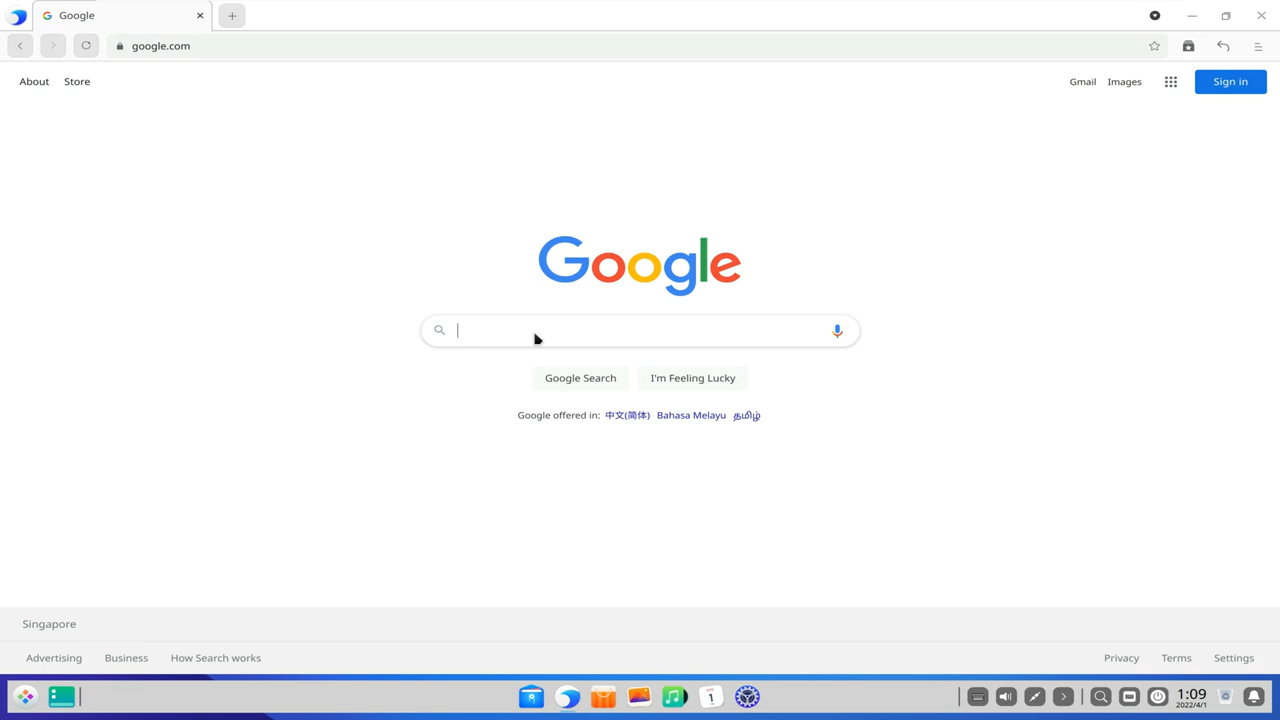 Google
google.com
About Store
Gmail Images Sign in
Google
Google Search I'm Feeling Lucky
Google offered in: 中文(简体) Bahasa Melayu தமிழ்
Singapore
Advertising Business How Search works
Privacy Terms Settings
1
1:09
2022/4/1